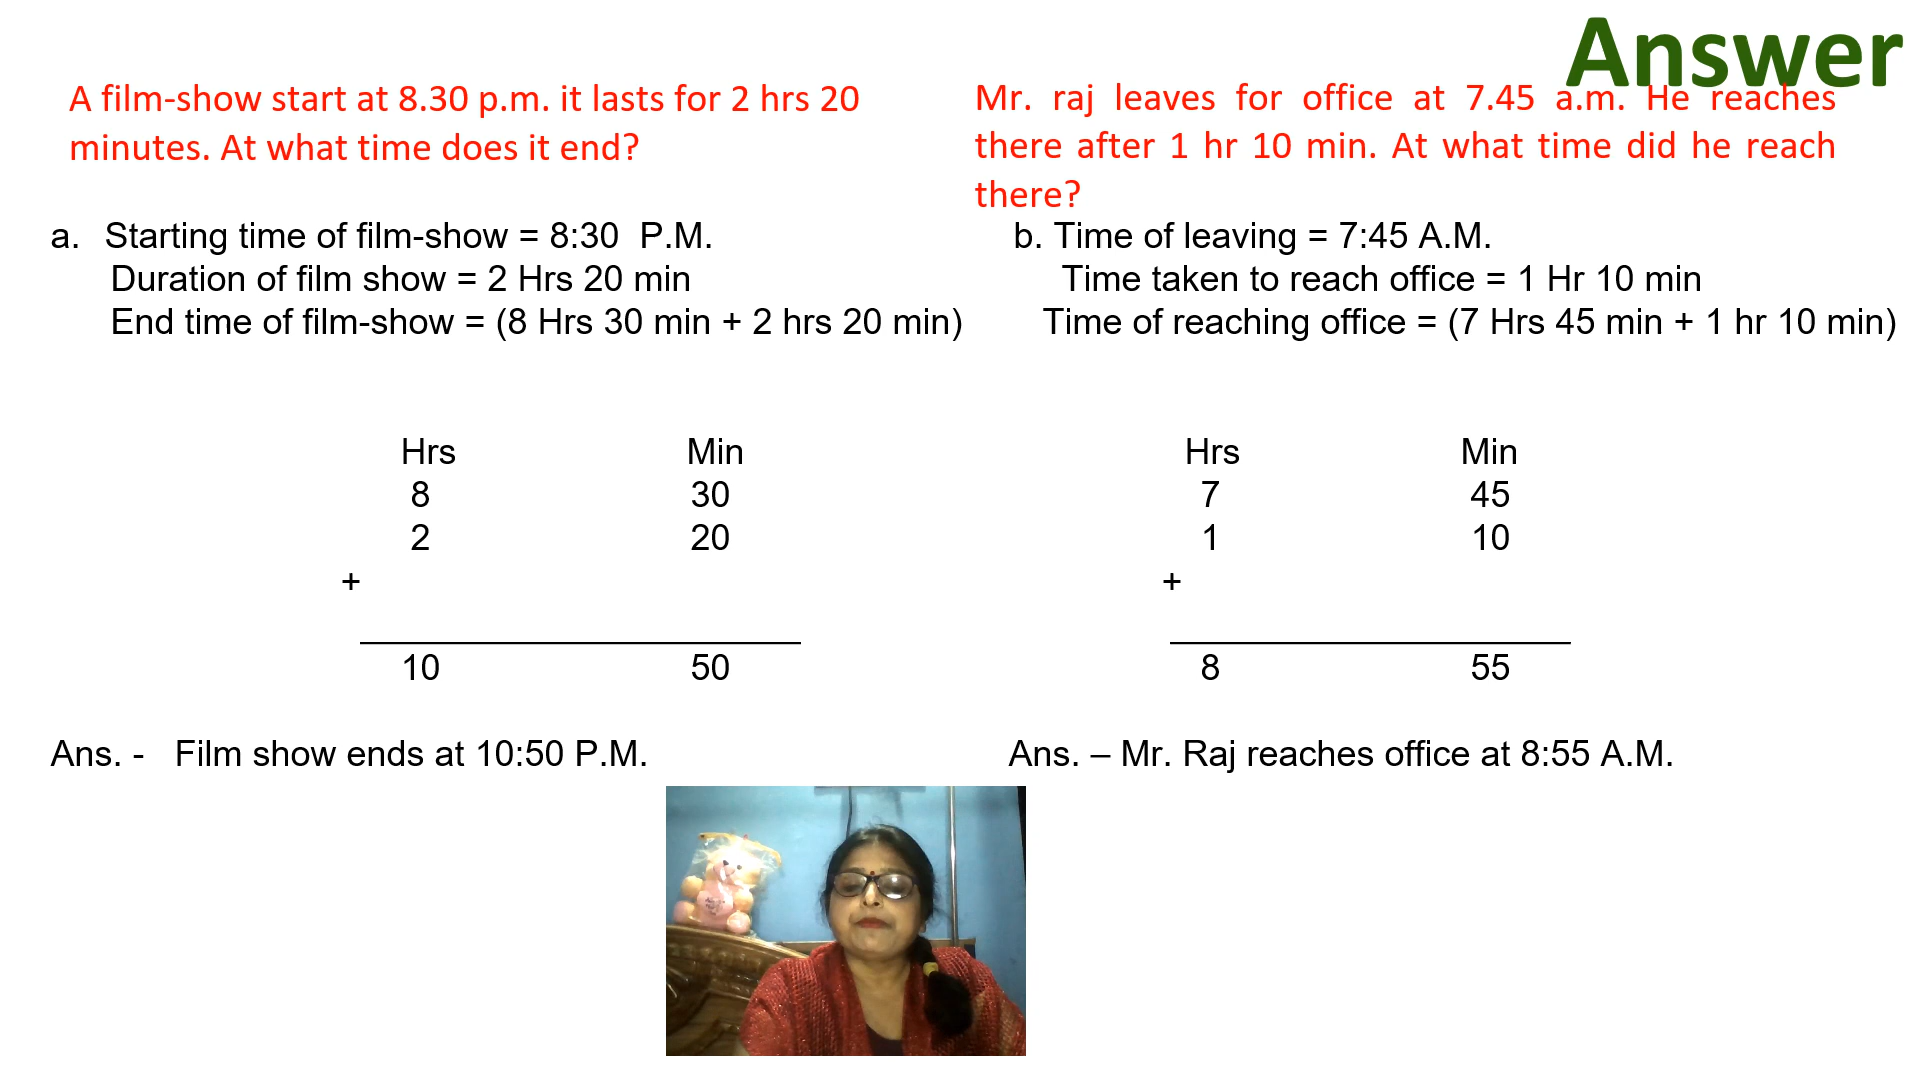 Answer
A film-show start at 8.30 p.m. it lasts for 2 hrs 20
minutes. At what time does it end?
a. Starting time of film-show = 8:30 P.M.
Duration of film show = 2 Hrs 20 min
End time of film-show = (8 Hrs 30 min + 2 hrs 20 min)
Hrs Min
8 30
2 20
+
10 50
Ans. - Film show ends at 10:50 P.M.
Mr. raj leaves for office at 7.45 a.m. He reaches
there after 1 hr 10 min. At what time did he reach
there?
b. Time of leaving = 7:45 A.M.
Time taken to reach office = 1 Hr 10 min
Time of reaching office = (7 Hrs 45 min + 1 hr 10 min)
Hrs Min
7 45
1 10
+
8 55
Ans. – Mr. Raj reaches office at 8:55 A.M.